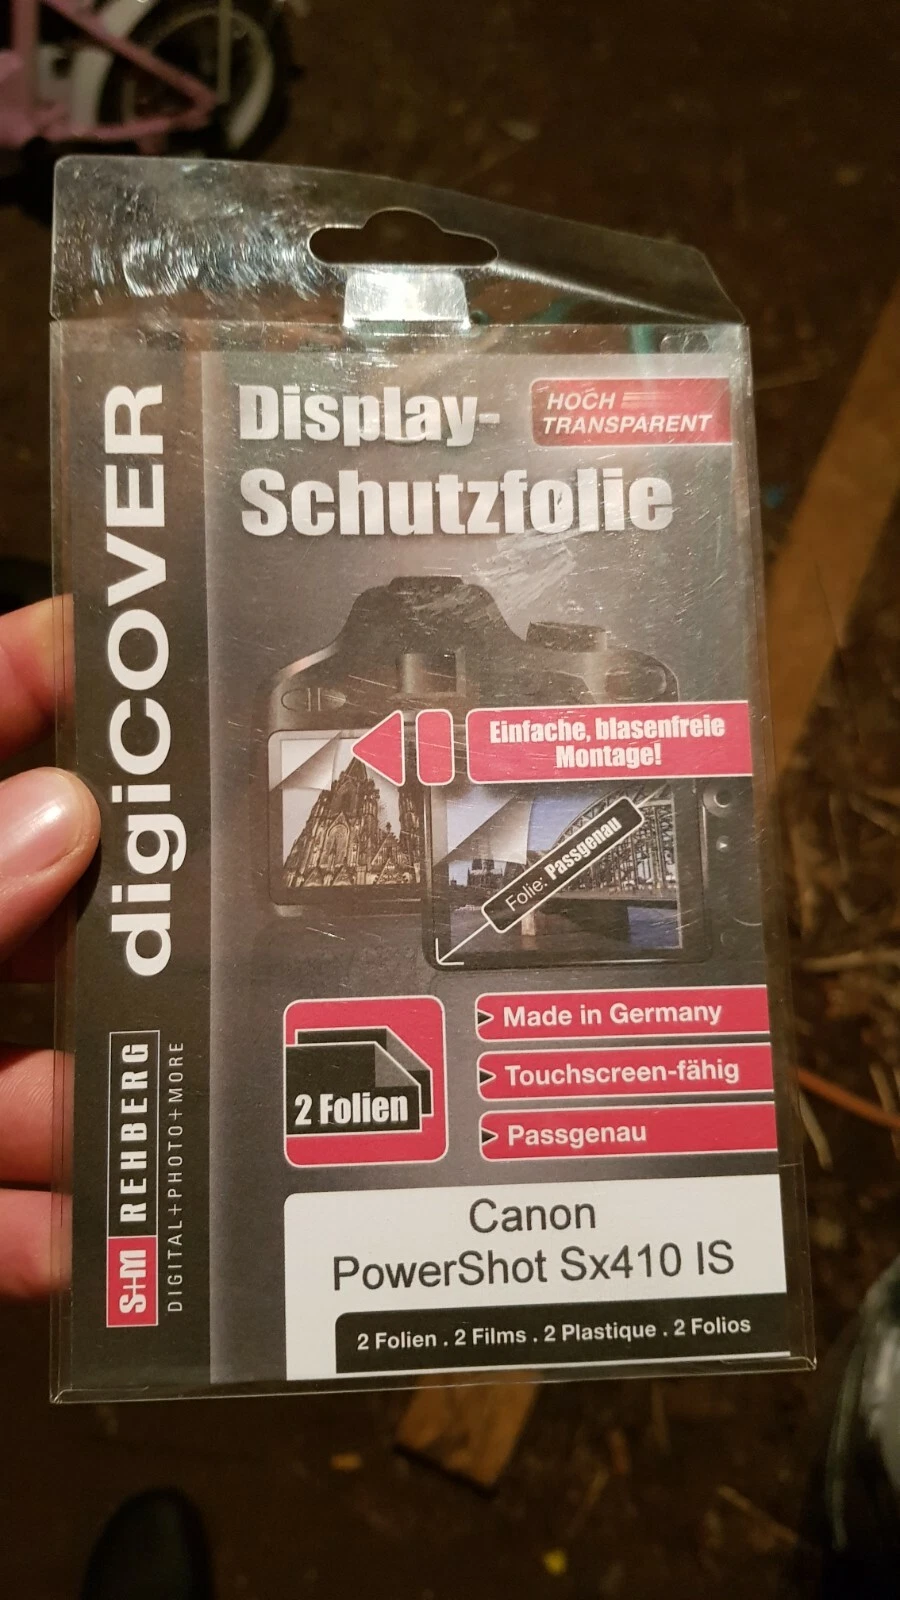 Display-
Schutzfolie
HOCH
TRANSPARENT
digiCOVER
Einfache, blasenfreie
Montage!
Folie: Passgenau
2 Folien
Made in Germany
Touchscreen-fähig
Passgenau
S+M REHBERG
DIGITAL+PHOTO+MORE
Canon
PowerShot Sx410 IS
2 Folien . 2 Films . 2 Plastique . 2 Folios